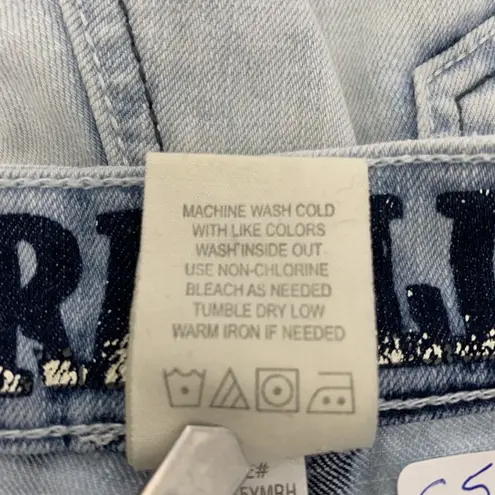 MACHINE WASH COLD
WITH LIKE COLORS
WASH INSIDE OUT
USE NON-CHLORINE
BLEACH AS NEEDED
TUMBLE DRY LOW
WARM IRON IF NEEDED
E#